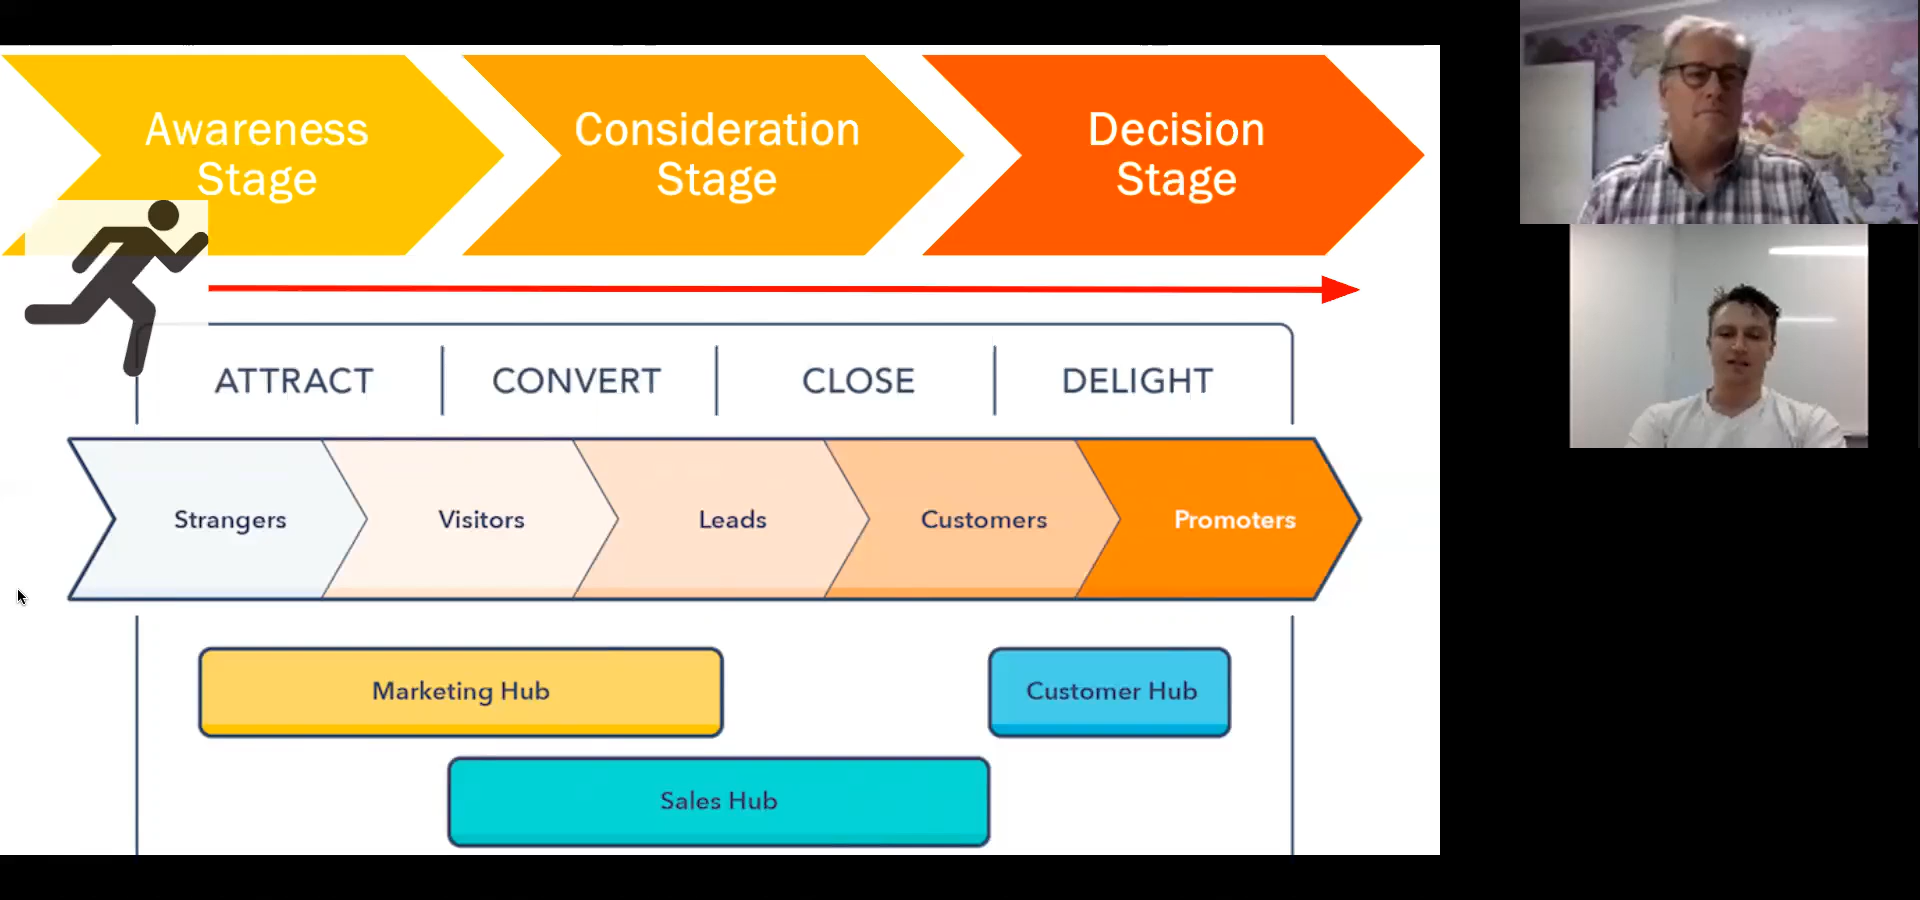 Awareness
Stage
Consideration
Stage
Decision
Stage
ATTRACT
CONVERT
CLOSE
DELIGHT
Strangers
Visitors
Leads
Customers
Promoters
Marketing Hub
Customer Hub
Sales Hub